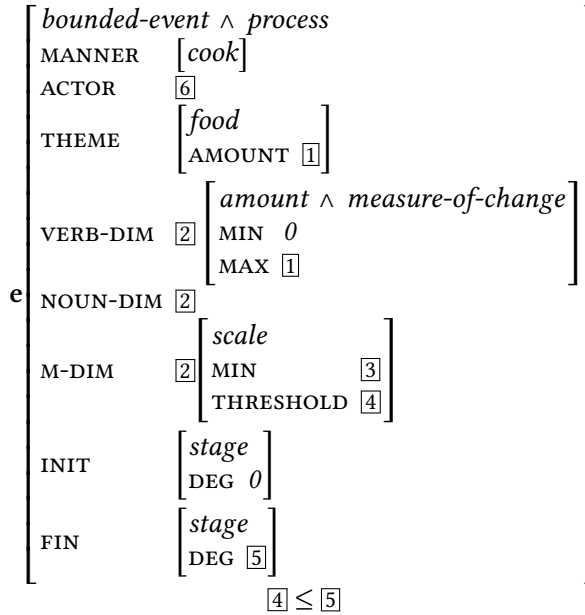 bounded-event ∧ process
MANNER [cook]
ACTOR 6
THEME
food
AMOUNT 1
VERB-DIM 2
amount ∧ measure-of-change
MIN 0
MAX 1
e
NOUN-DIM 2
M-DIM 2
scale
MIN 3
THRESHOLD 4
INIT
stage
DEG 0
FIN
stage
DEG 5
4 ≤ 5